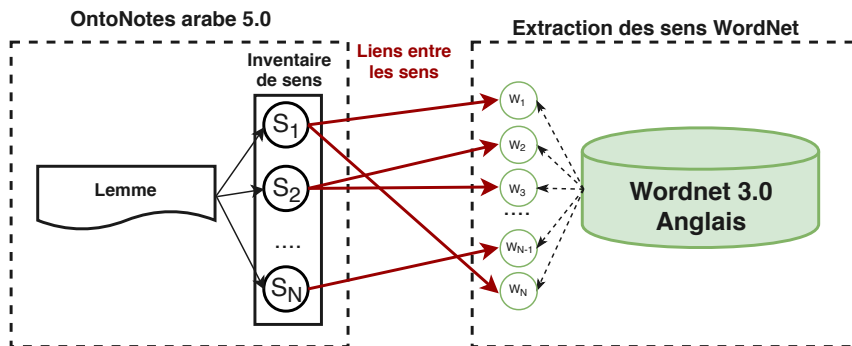 OntoNotes arabe 5.0
Extraction des sens WordNet
Inventaire
de sens
Liens entre
les sens
Lemme
S1
S2
....
SN
w1
w2
w3
....
wN-1
wN
Wordnet 3.0
Anglais